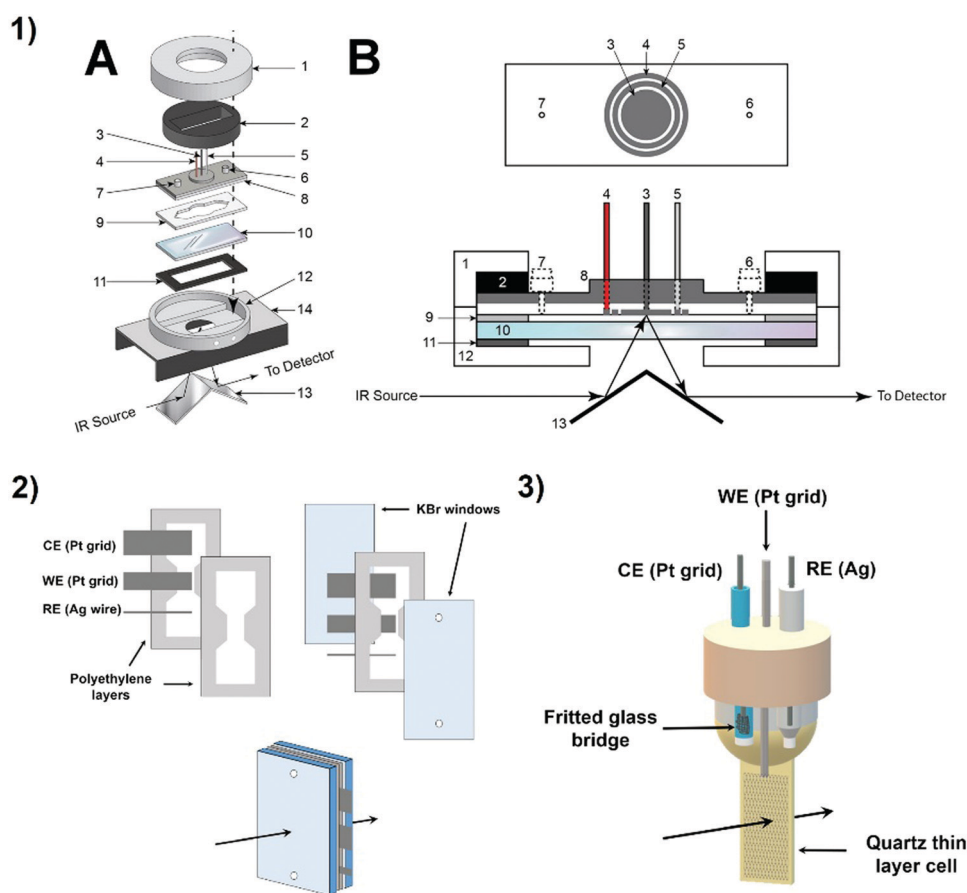 1)
A
1
2
3
5
4
6
7
8
9
10
11
12
14
To Detector
13
IR Source
B
3
4
5
7
6
4
3
5
1
7
6
2
8
9
10
11
12
IR Source
To Detector
13
2)
KBr windows
CE (Pt grid)
WE (Pt grid)
RE (Ag wire)
Polyethylene
layers
3)
WE (Pt grid)
CE (Pt grid)
RE (Ag)
Fritted glass
bridge
Quartz thin
layer cell